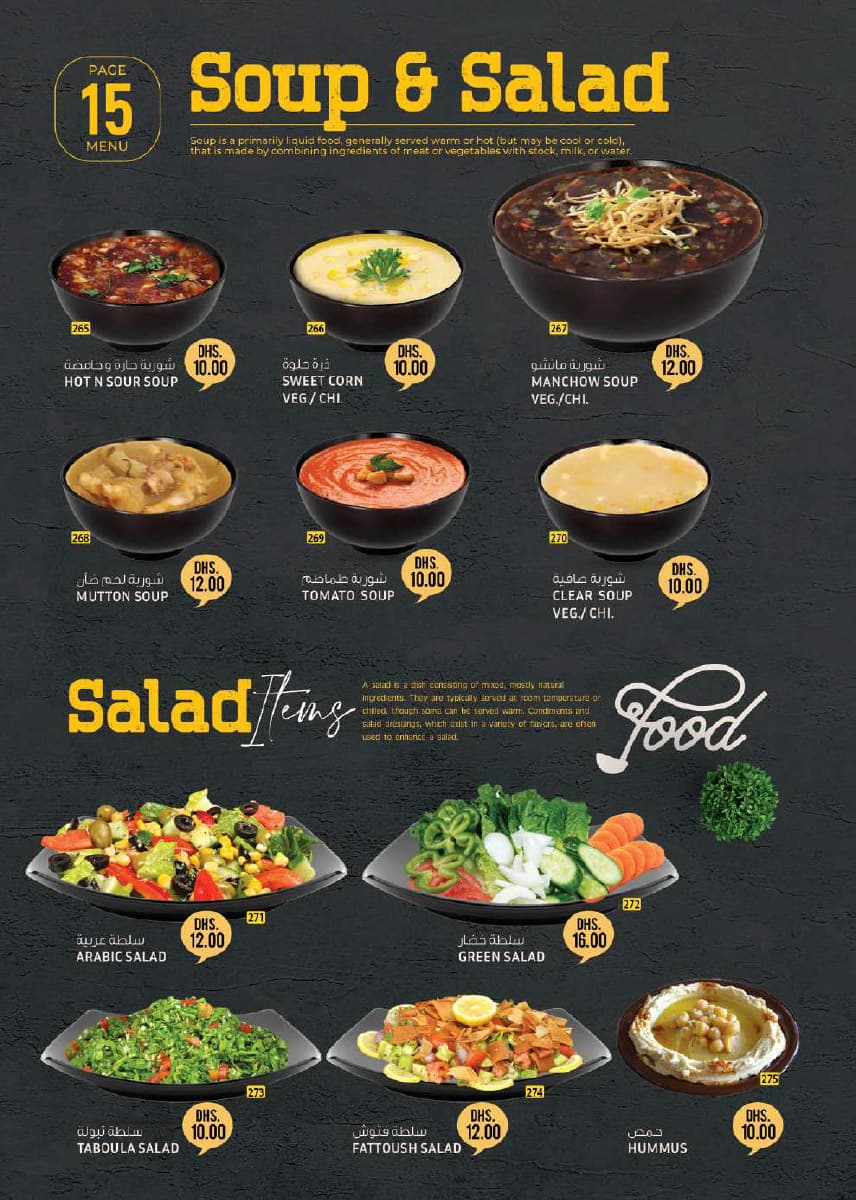 PAGE
15
MENU
Soup & Salad
Soup is a primarily liquid food, generally served warm or hot (but may be cool or cold),
that is made by combining ingredients of meat or vegetables with stock, milk, or water.
265
شوربة حارة وحامضة
HOT N SOUR SOUP
DHS.
10.00
266
ذرة حلوة
SWEET CORN
VEG./ CHI.
DHS.
10.00
267
شوربة مانشو
MANCHOW SOUP
VEG./CHI.
DHS.
12.00
268
شوربة لحم ضأن
MUTTON SOUP
DHS.
12.00
269
شوربة طماطم
TOMATO SOUP
DHS.
10.00
270
شوربة صافية
CLEAR SOUP
VEG./ CHI.
DHS.
10.00
Salad Items
A salad is a dish consisting of mixed, mostly natural
ingredients. They are typically served at room temperature or
chilled, though some can be served warm. Condiments and
salad dressings, which exist in a variety of flavors, are often
used to enhance a salad.
food
271
سلطة عربية
ARABIC SALAD
DHS.
12.00
272
سلطة خضار
GREEN SALAD
DHS.
16.00
273
سلطة تبولة
TABOULA SALAD
DHS.
10.00
274
سلطة فتوش
FATTOUSH SALAD
DHS.
12.00
275
حمص
HUMMUS
DHS.
10.00